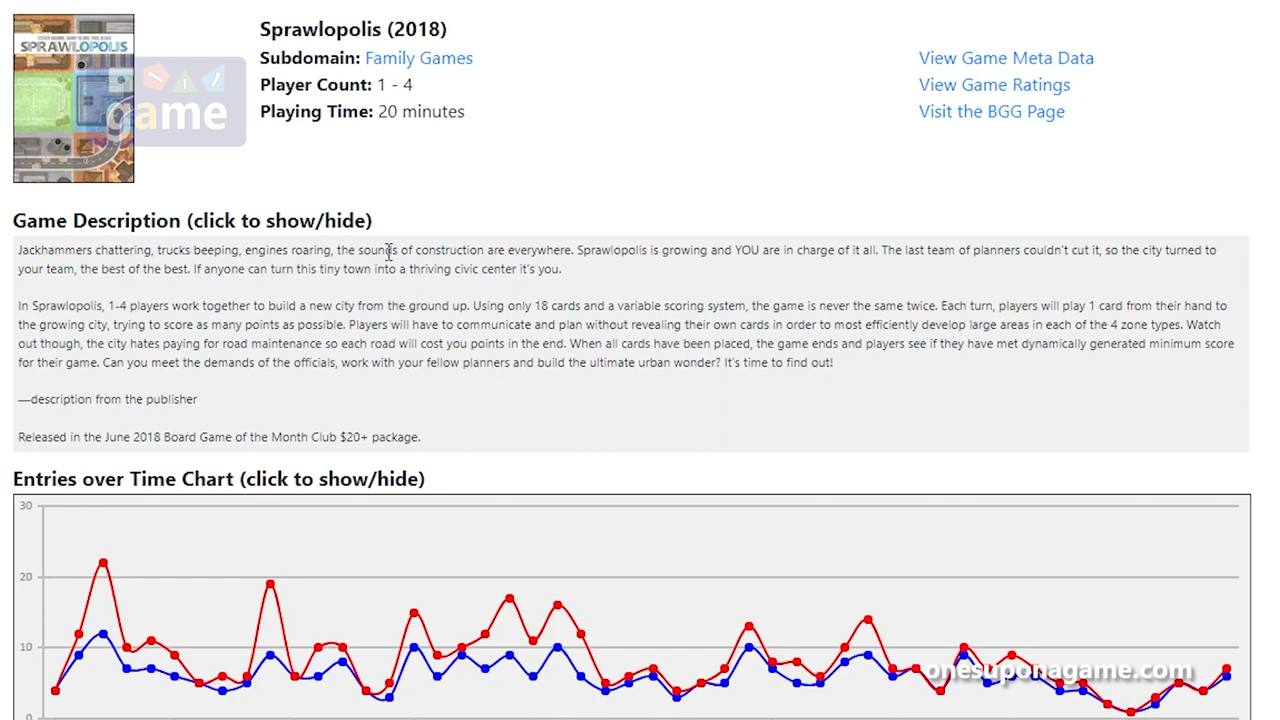 SPRAWLOPOLIS
game
Sprawlopolis (2018)
Subdomain: Family Games
Player Count: 1 - 4
Playing Time: 20 minutes
View Game Meta Data
View Game Ratings
Visit the BGG Page
Game Description (click to show/hide)
Jackhammers chattering, trucks beeping, engines roaring, the sounds of construction are everywhere. Sprawlopolis is growing and YOU are in charge of it all. The last team of planners couldn't cut it, so the city turned to
your team, the best of the best. If anyone can turn this tiny town into a thriving civic center it's you.
In Sprawlopolis, 1-4 players work together to build a new city from the ground up. Using only 18 cards and a variable scoring system, the game is never the same twice. Each turn, players will play 1 card from their hand to
the growing city, trying to score as many points as possible. Players will have to communicate and plan without revealing their own cards in order to most efficiently develop large areas in each of the 4 zone types. Watch
out though, the city hates paying for road maintenance so each road will cost you points in the end. When all cards have been placed, the game ends and players see if they have met dynamically generated minimum score
for their game. Can you meet the demands of the officials, work with your fellow planners and build the ultimate urban wonder? It's time to find out!
—description from the publisher
Released in the June 2018 Board Game of the Month Club $20+ package.
Entries over Time Chart (click to show/hide)
30
20
10
0
onesuponagame.com